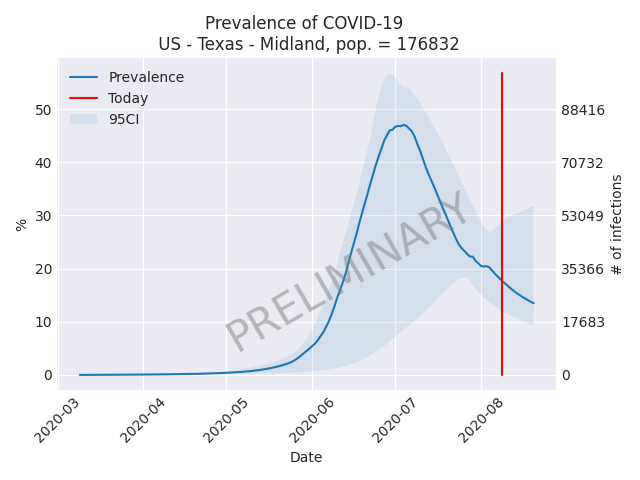 Prevalence of COVID-19
US - Texas - Midland, pop. = 176832
Prevalence
Today
95CI
%
50
40
30
20
10
0
88416
70732
53049
35366
17683
0
# of infections
PRELIMINARY
2020-03
2020-04
2020-05
2020-06
2020-07
2020-08
Date